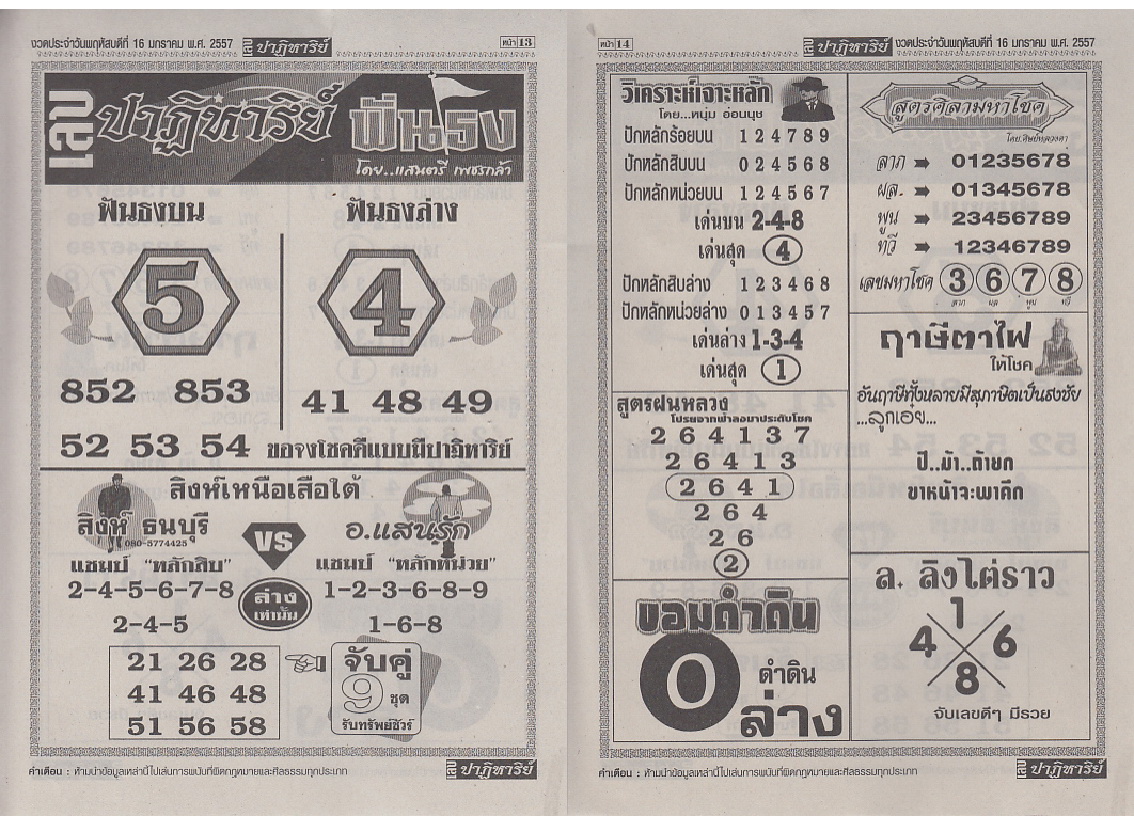 งวดประจำวันพฤหัสบดีที่ 16 มกราคม พ.ศ. 2557 เลขปาฏิหาริย์ หน้า 13
เลขปาฏิหาริย์ ฟันธง
โดย..แสนตรี เพชรกล้า
ฟันธงบน ฟันธงล่าง
5 4
852 853
41 48 49
52 53 54 ขอจงโชคดีแบบมีปาฏิหาริย์
สิงห์เหนือเสือใต้
สิงห์ ธนบุรี VS อ.แสนรัก
080-5774425
แชมป์ "หลักสิบ" แชมป์ "หลักหน่วย"
2-4-5-6-7-8 ล่างเท่านั้น 1-2-3-6-8-9
2-4-5 1-6-8
21 26 28 จับคู่
41 46 48 9 ชุด
51 56 58 รับทรัพย์ชัวร์
คำเตือน : ห้ามนำข้อมูลเหล่านี้ไปเล่นการพนันที่ผิดกฎหมายและศีลธรรมทุกประเภท เลขปาฏิหาริย์
หน้า 14 เลขปาฏิหาริย์ งวดประจำวันพฤหัสบดีที่ 16 มกราคม พ.ศ. 2557
วิเคราะห์เจาะหลัก
โดย...หนุ่ม อ่อนนุช
ปักหลักร้อยบน 1 2 4 7 8 9
ปักหลักสิบบน 0 2 4 5 6 8
ปักหลักหน่วยบน 1 2 4 5 6 7
เด่นบน 2-4-8
เด่นสุด 4
ปักหลักสิบล่าง 1 2 3 4 6 8
ปักหลักหน่วยล่าง 0 1 3 4 5 7
เด่นล่าง 1-3-4
เด่นสุด 1
สูตรฝนหลวง
โปรยจากฟ้าลงมาประดับโชค
2 6 4 1 3 7
2 6 4 1 3
2 6 4 1
2 6 4
2 6
2
ขอมดำดิน
0 ดำดิน
ล่าง
สูตรศิลามหาโชค
ลาภ 01235678
ผล. 01345678
พูน 23456789
ทวี 12346789
เลขมหาโชค 3 6 7 8
ลาภ ผล พูน ทวี
ฤาษีตาไฟ
ให้โชค
อันฤาษีทั้งหลายมีสุภาษิตเป็นธงชัย
...ลูกเอ๋ย...
ปี..ม้า..ต้ายก
ขาหน้าจะพาคึก
ล. ลิงไต่ราว
1
4 6
8
จับเลขดีๆ มีรวย
คำเตือน : ห้ามนำข้อมูลเหล่านี้ไปเล่นการพนันที่ผิดกฎหมายและศีลธรรมทุกประเภท เลขปาฏิหาริย์